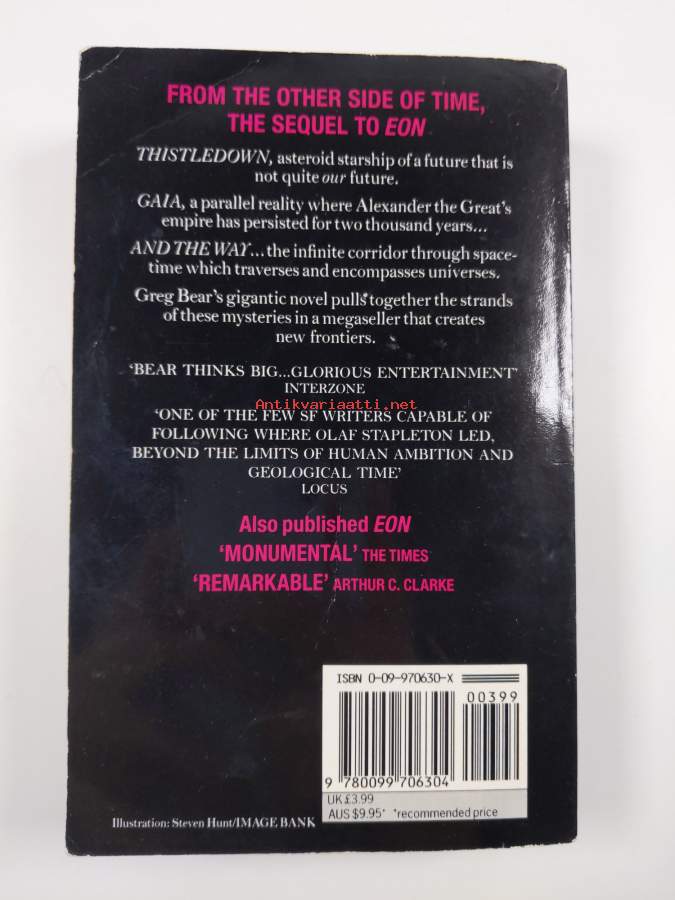 FROM THE OTHER SIDE OF TIME,
THE SEQUEL TO EON
THISTLEDOWN, asteroid starship of a future that is
not quite our future.
GAIA, a parallel reality where Alexander the Great's
empire has persisted for two thousand years...
AND THE WAY...the infinite corridor through space-
time which traverses and encompasses universes.
Greg Bear's gigantic novel pulls together the strands
of these mysteries in a megaseller that creates
new frontiers.
'BEAR THINKS BIG...GLORIOUS ENTERTAINMENT'
INTERZONE
Antikvariaatti.net
'ONE OF THE FEW SF WRITERS CAPABLE OF
FOLLOWING WHERE OLAF STAPLETON LED,
BEYOND THE LIMITS OF HUMAN AMBITION AND
GEOLOGICAL TIME'
LOCUS
Also published EON
'MONUMENTAL' THE TIMES
'REMARKABLE' ARTHUR C. CLARKE
ISBN 0-09-970630-X
00399
9 780099 706304
UK £3.99
AUS $9.95* *recommended price
Illustration: Steven Hunt/IMAGE BANK